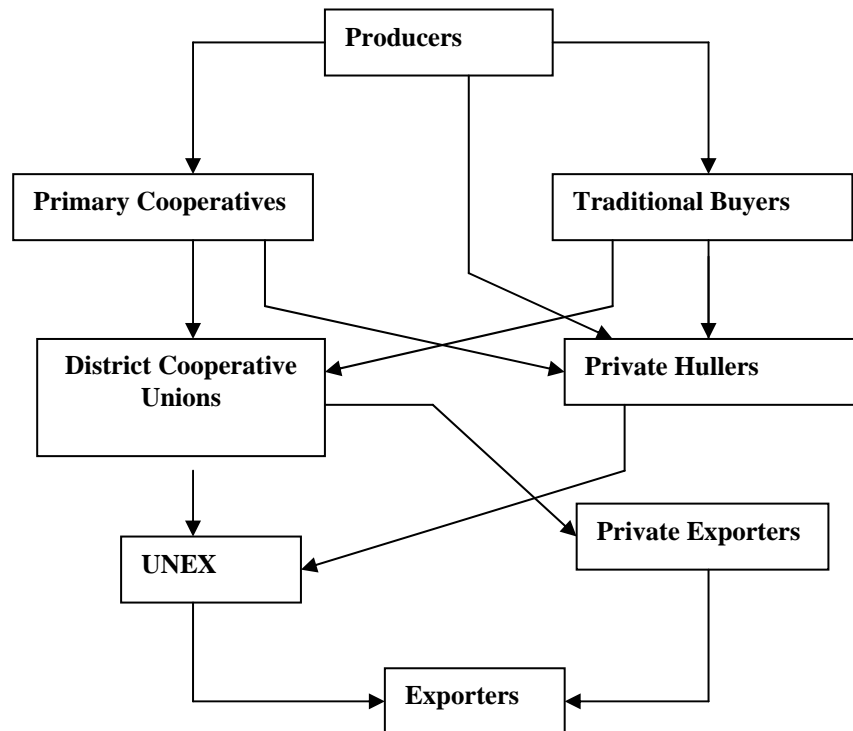 Producers
Primary Cooperatives
Traditional Buyers
District Cooperative
Unions
Private Hullers
Private Exporters
UNEX
Exporters